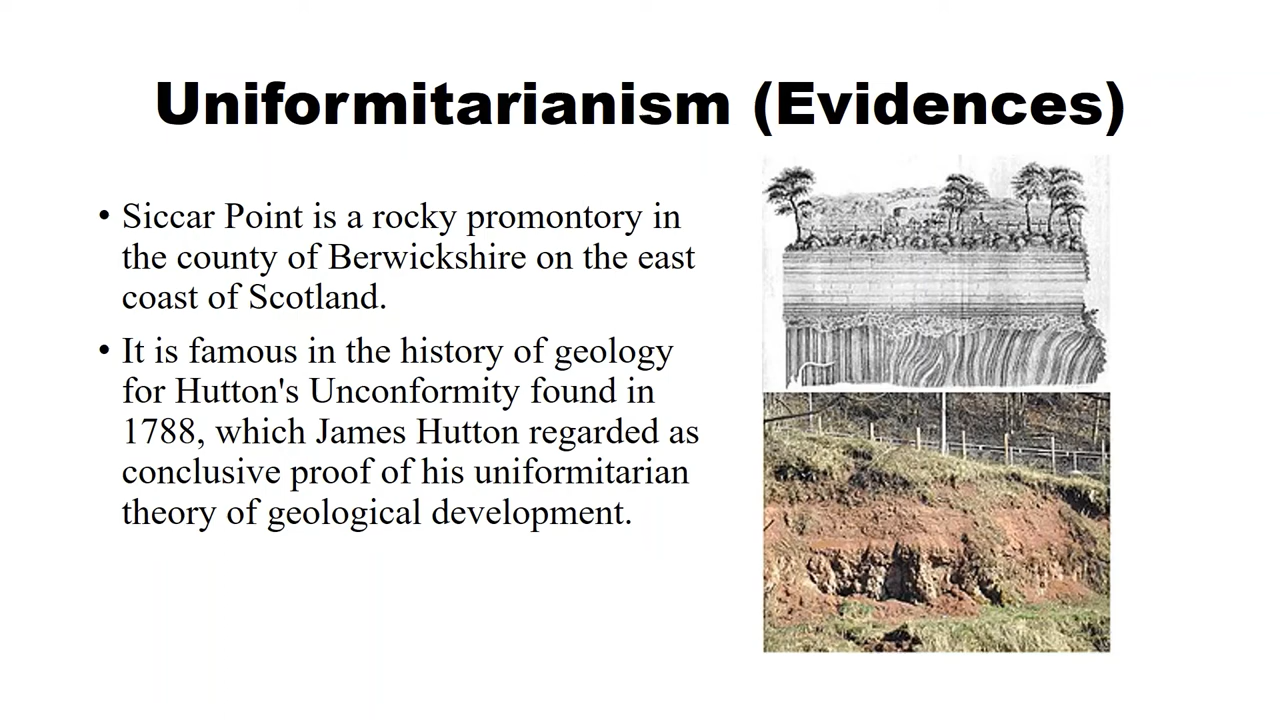 Uniformitarianism (Evidences)
• Siccar Point is a rocky promontory in
the county of Berwickshire on the east
coast of Scotland.
• It is famous in the history of geology
for Hutton's Unconformity found in
1788, which James Hutton regarded as
conclusive proof of his uniformitarian
theory of geological development.